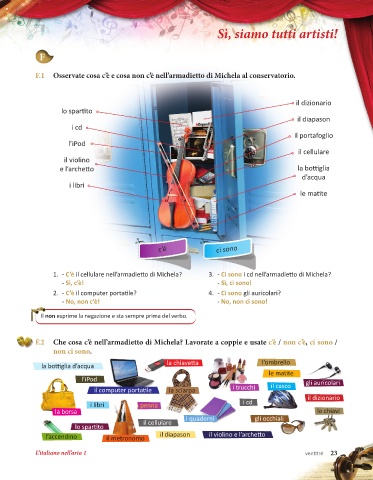 Sì, siamo tutti artisti!
F
F.1 Osservate cosa c'è e cosa non c'è nell'armadietto di Michela al conservatorio.
lo spartito
i cd
l'iPod
il violino
e l'archetto
i libri
il dizionario
il diapason
il portafoglio
il cellulare
la bottiglia
d'acqua
le matite
c'è
ci sono
1. - C'è il cellulare nell'armadietto di Michela?
- Sì, c'è!
2. - C'è il computer portatile?
- No, non c'è!
3. - Ci sono i cd nell'armadietto di Michela?
- Sì, ci sono!
4. - Ci sono gli auricolari?
- No, non ci sono!
Il non esprime la negazione e sta sempre prima del verbo.
F.2 Che cosa c'è nell'armadietto di Michela? Lavorate a coppie e usate c'è / non c'è, ci sono /
non ci sono.
la bottiglia d'acqua
la chiavetta
l'ombrello
l'iPod
le matite
il computer portatile
la sciarpa
i trucchi
il casco
gli auricolari
i libri
penna
i cd
il dizionario
la borsa
i quaderni
gli occhiali
le chiavi
lo spartito
il cellulare
l'accendino
il metronomo
il diapason
il violino e l'archetto
L'italiano nell'aria 1
ventitré 23